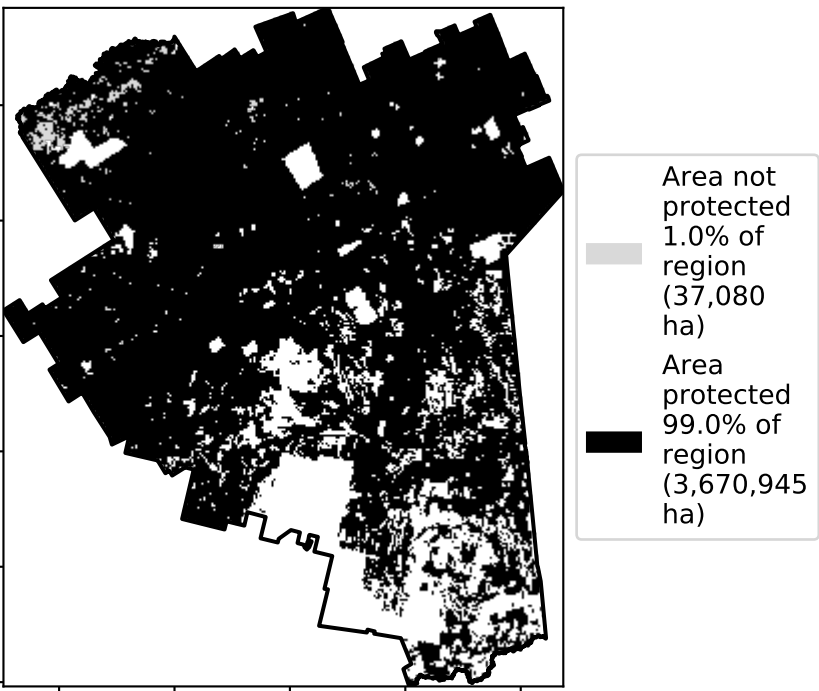 Area not
protected
1.0% of
region
(37,080
ha)
Area
protected
99.0% of
region
(3,670,945
ha)